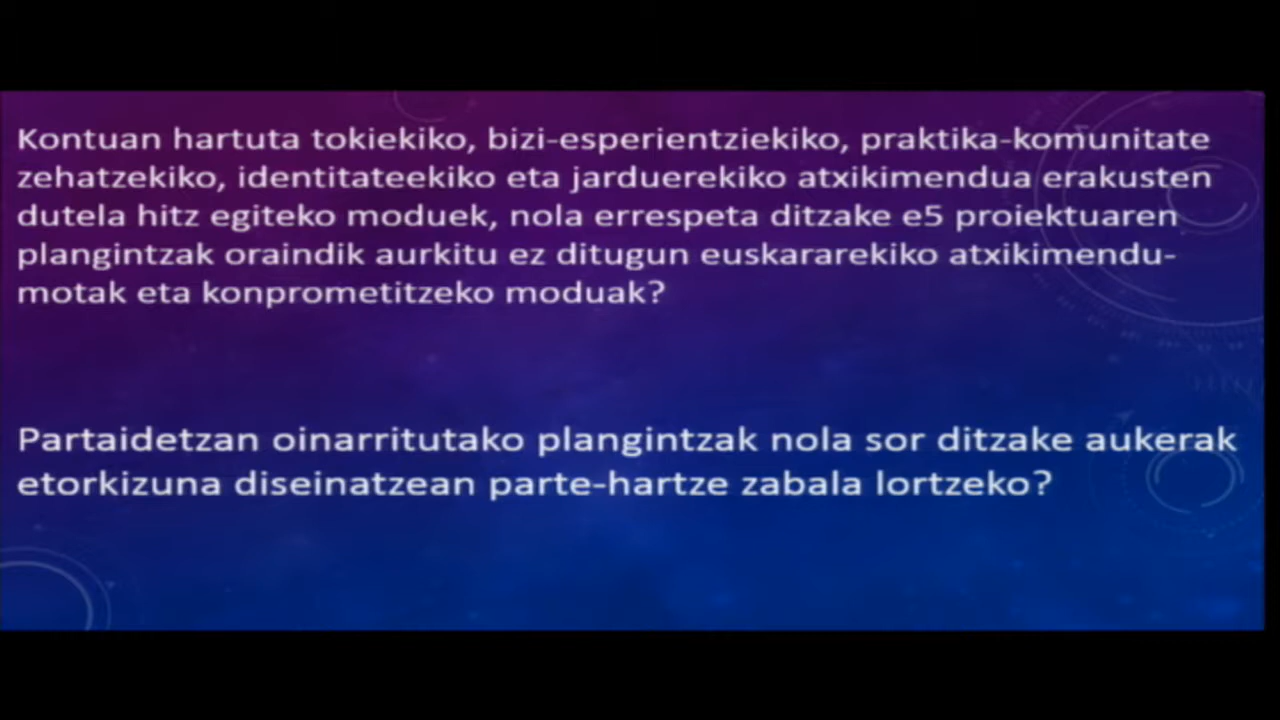 Kontuan hartuta tokiekiko, bizi-esperientziekiko, praktika-komunitate
zehatzekiko, identitateekiko eta jarduerekiko atxikimendua erakusten
dutela hitz egiteko moduek, nola errespeta ditzake e5 proiektuaren
plangintzak oraindik aurkitu ez ditugun euskararekiko atxikimendu-
motak eta konprometitzeko moduak?
Partaidetzan oinarritutako plangintzak nola sor ditzake aukerak
etorkizuna diseinatzean parte-hartze zabala lortzeko?